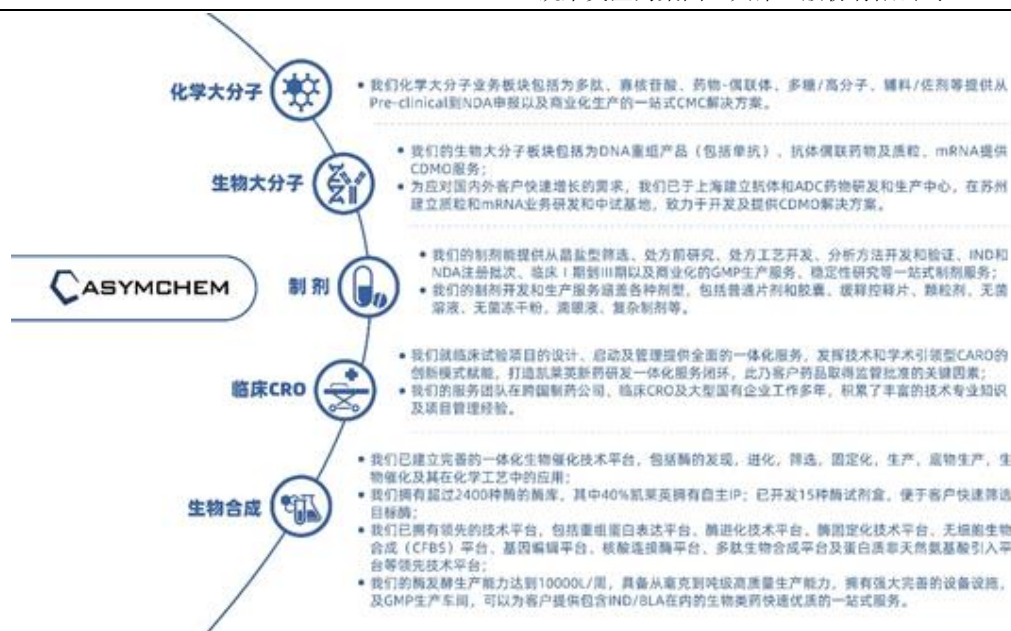 化学大分子
• 我们化学大分子业务板块包括为多肽、寡核苷酸、药物-偶联体、多糖/高分子、辅料/佐剂等提供从
Pre-clinical到NDA申报以及商业化生产的一站式CMC解决方案。
生物大分子
• 我们的生物大分子板块包括为DNA重组产品（包括单抗）、抗体偶联药物及质粒、mRNA提供
CDMO服务；
• 为应对国内外客户快速增长的需求，我们已于上海建立抗体和ADC药物研发和生产中心，在苏州
建立质粒和mRNA业务研发和中试基地，致力于开发及提供CDMO解决方案。
ASYMCHEM
制剂
• 我们的制剂能提供从晶盐型筛选、处方前研究、处方工艺开发、分析方法开发和验证、IND和
NDA注册批次、临床Ⅰ期到III期以及商业化的GMP生产服务、稳定性研究等一站式制剂服务；
• 我们的制剂开发和生产服务涵盖各种剂型，包括普通片剂和胶囊、缓释控释片、颗粒剂、无菌
溶液、无菌冻干粉，滴眼液、复杂制剂等。
临床CRO
• 我们就临床试验项目的设计、启动及管理提供全面的一体化服务，发挥技术和学术引领型CARO的
创新模式赋能，打造凯莱英新药研发一体化服务闭环，此乃客户药品取得监管批准的关键因素；
• 我们的服务团队在跨国制药公司、临床CRO及大型国有企业工作多年，积累了丰富的技术专业知识
及项目管理经验。
生物合成
• 我们已建立完善的一体化生物催化技术平台，包括酶的发现，进化，筛选，固定化，生产，底物生产，生
物催化及其在化学工艺中的应用；
• 我们拥有超过2400种酶的酶库，其中40%凯莱英拥有自主IP；已开发15种酶试剂盒，便于客户快速筛选
目标酶；
• 我们已拥有领先的技术平台，包括重组蛋白表达平台、酶进化技术平台、酶固定化技术平台、无细胞生物
合成（CFBS）平台、基因编辑平台、核酸连接酶平台、多肽生物合成平台及蛋白质非天然氨基酸引入平
台等领先技术平台；
• 我们的酶发酵生产能力达到10000L/周，具备从毫克到吨级高质量生产能力，拥有强大完善的设备设施，
及GMP生产车间，可以为客户提供包含IND/BLA在内的生物类药快速优质的一站式服务。